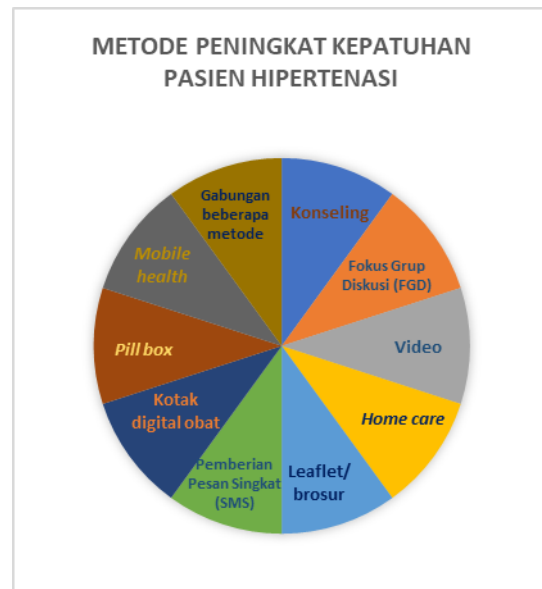 METODE PENINGKAT KEPATUHAN
PASIEN HIPERTENASI
Konseling
Fokus Grup
Diskusi (FGD)
Video
Home care
Leaflet/
brosur
Pemberian
Pesan Singkat
(SMS)
Kotak
digital obat
Pill box
Mobile
health
Gabungan
beberapa
metode